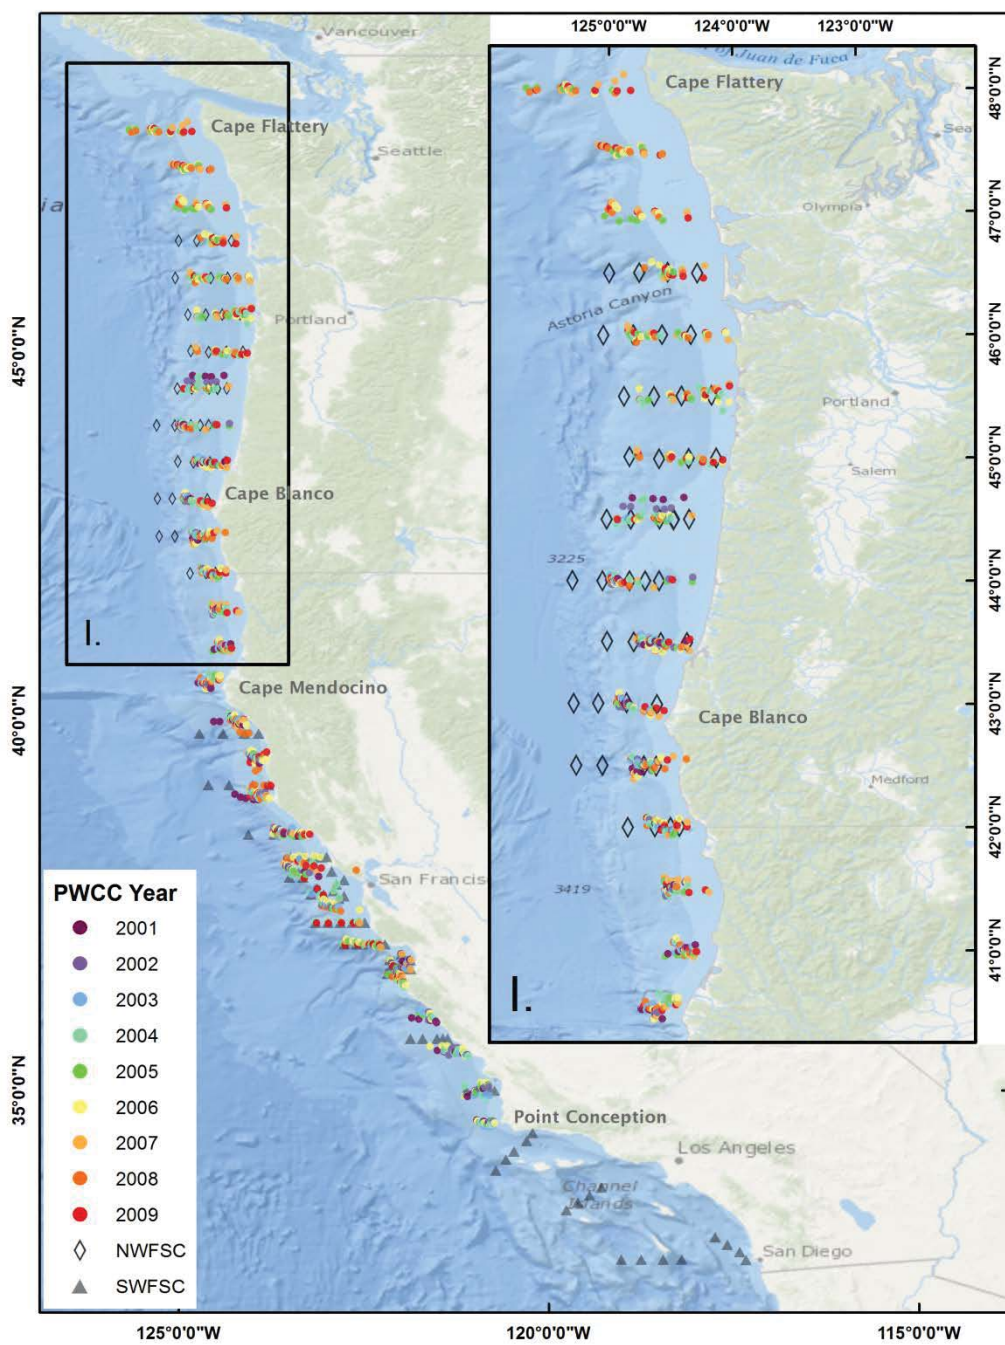 125°0'0"W
124°0'0"W
123°0'0"W
Vancouver
Juan de Fuca
Cape Flattery
48°0'0"N
Cape Flattery
Seattle
Sea
Olympia
47°0'0"N
ia
Astoria Canyon
Portland
46°0'0"N
45°0'0"N
Portland
Salem
45°0'0"N
Cape Blanco
3225
44°0'0"N
I.
Cape Mendocino
Cape Blanco
43°0'0"N
40°0'0"N
Medford
42°0'0"N
3419
San Francis
41°0'0"N
I.
PWCC Year
2001
2002
2003
2004
2005
2006
2007
2008
2009
NWFSC
SWFSC
35°0'0"N
Point Conception
Los Angeles
Channel
Islands
San Diego
125°0'0"W
120°0'0"W
115°0'0"W